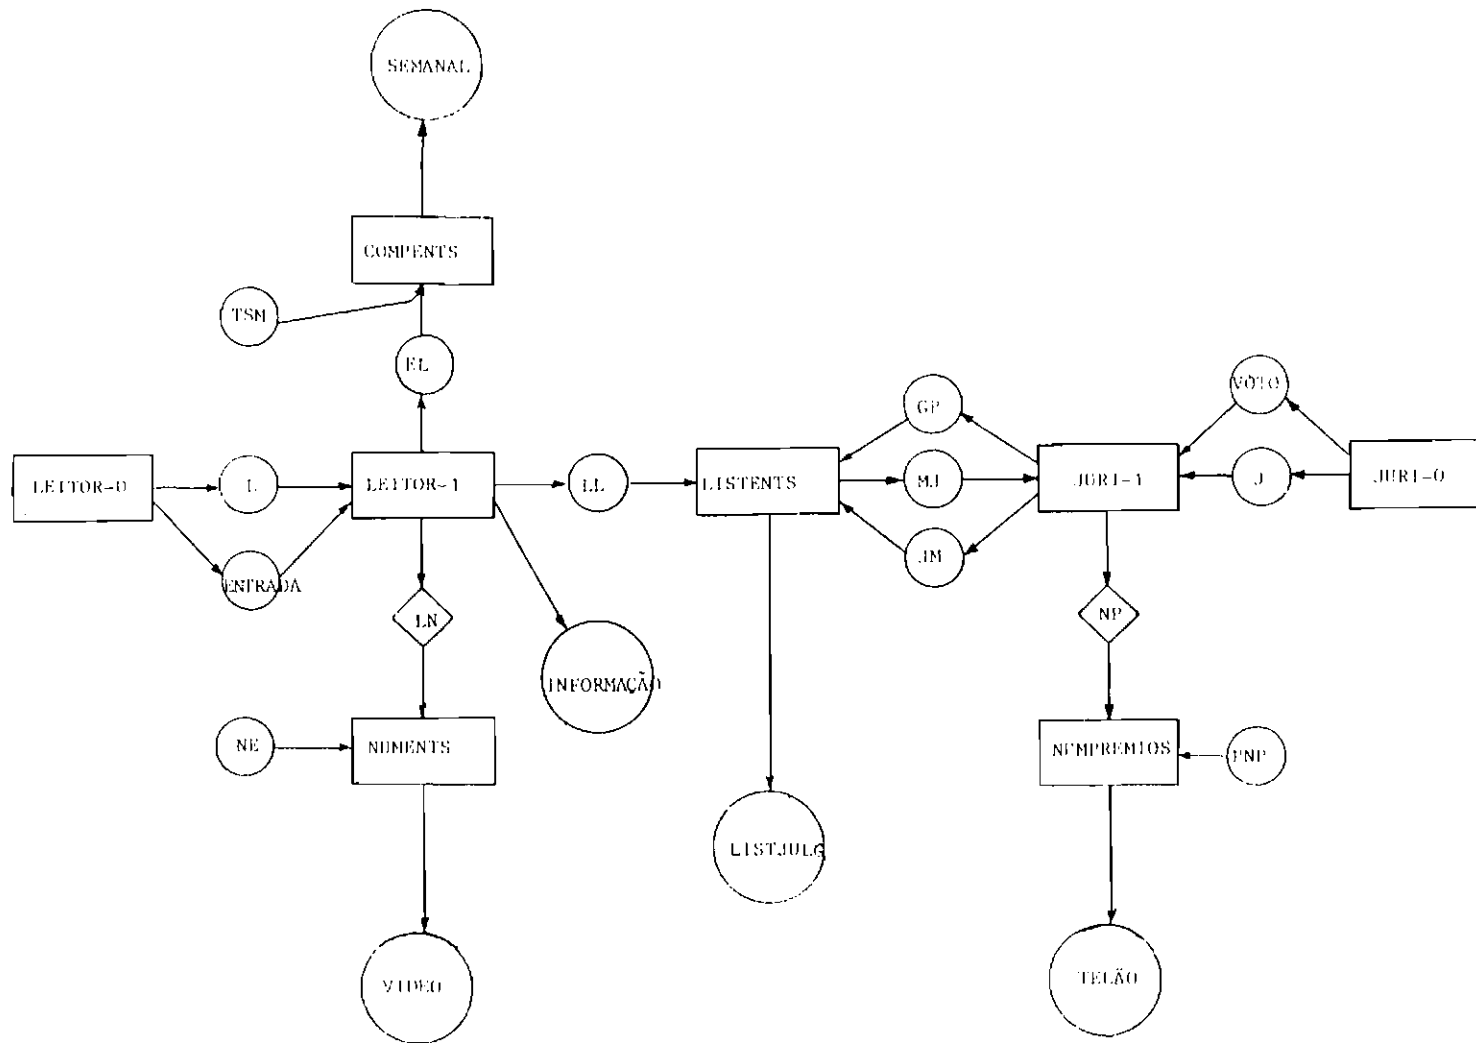 SEMANAL
COMPENTS
TSM
EL
VOTO
GP
LEITOR-0
L
LEITOR-1
LL
LISTENTS
MJ
JURI-1
J
JURI-0
JM
ENTRADA
LN
NP
INFORMAÇÃO
NE
NUMENTS
NUMPREMIOS
PNP
LISTJULG
VIDEO
TELÃO